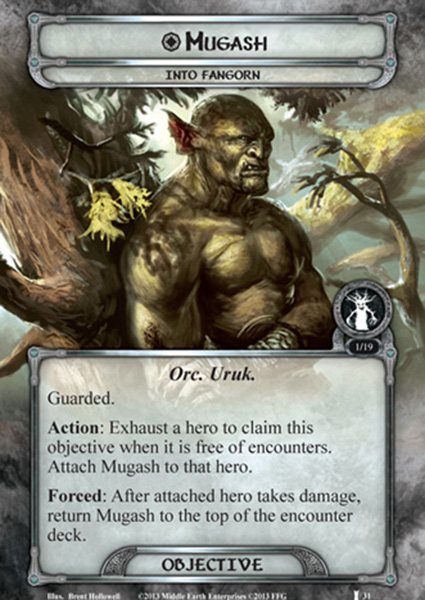 Mugash
Into Fangorn
1/19
Orc. Uruk.
Guarded.
Action: Exhaust a hero to claim this
objective when it is free of encounters.
Attach Mugash to that hero.
Forced: After attached hero takes damage,
return Mugash to the top of the encounter
deck.
OBJECTIVE
Illus. Brent Hollowell ©2013 Middle Earth Enterprises ©2013 FFG 31